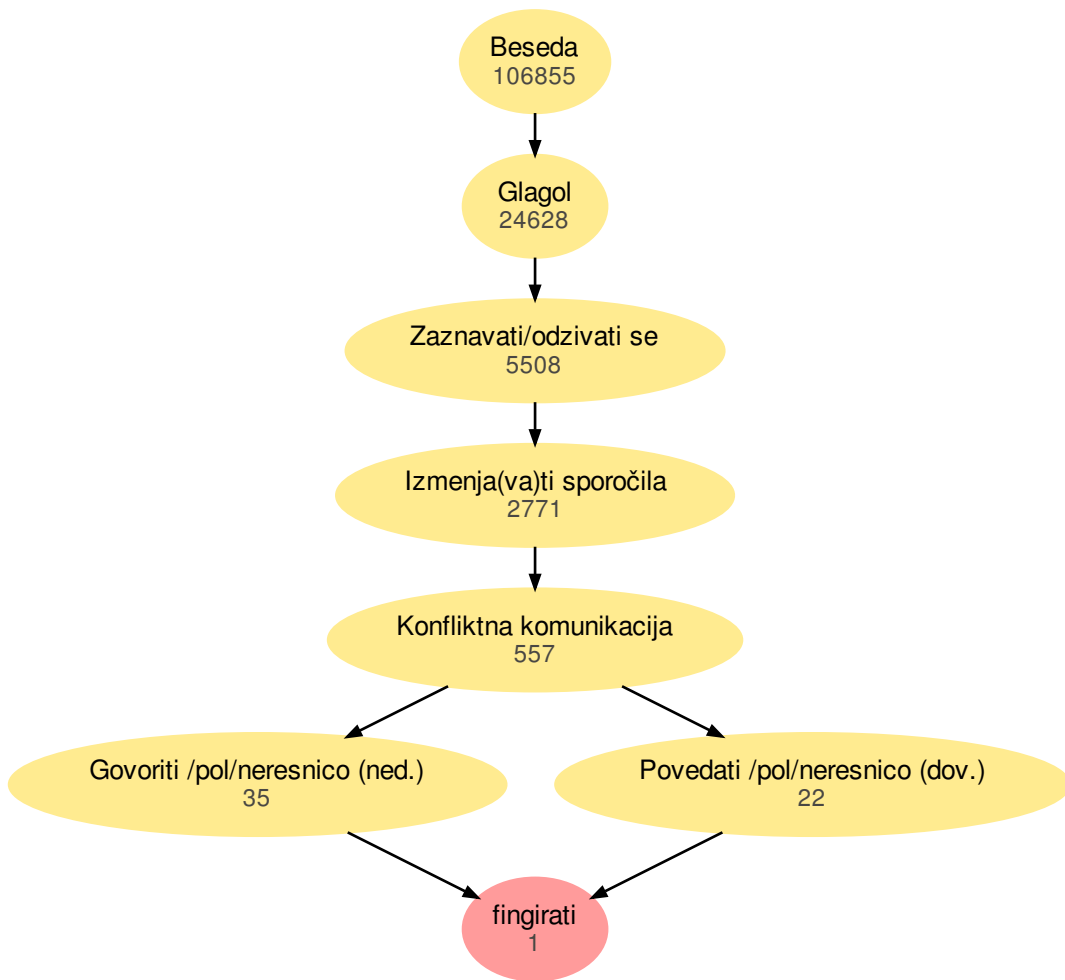 Beseda
106855
Glagol
24628
Zaznavati/odzivati se
5508
Izmenja(va)ti sporočila
2771
Konfliktna komunikacija
557
Govoriti /pol/neresnico (ned.)
35
Povedati /pol/neresnico (dov.)
22
fingirati
1